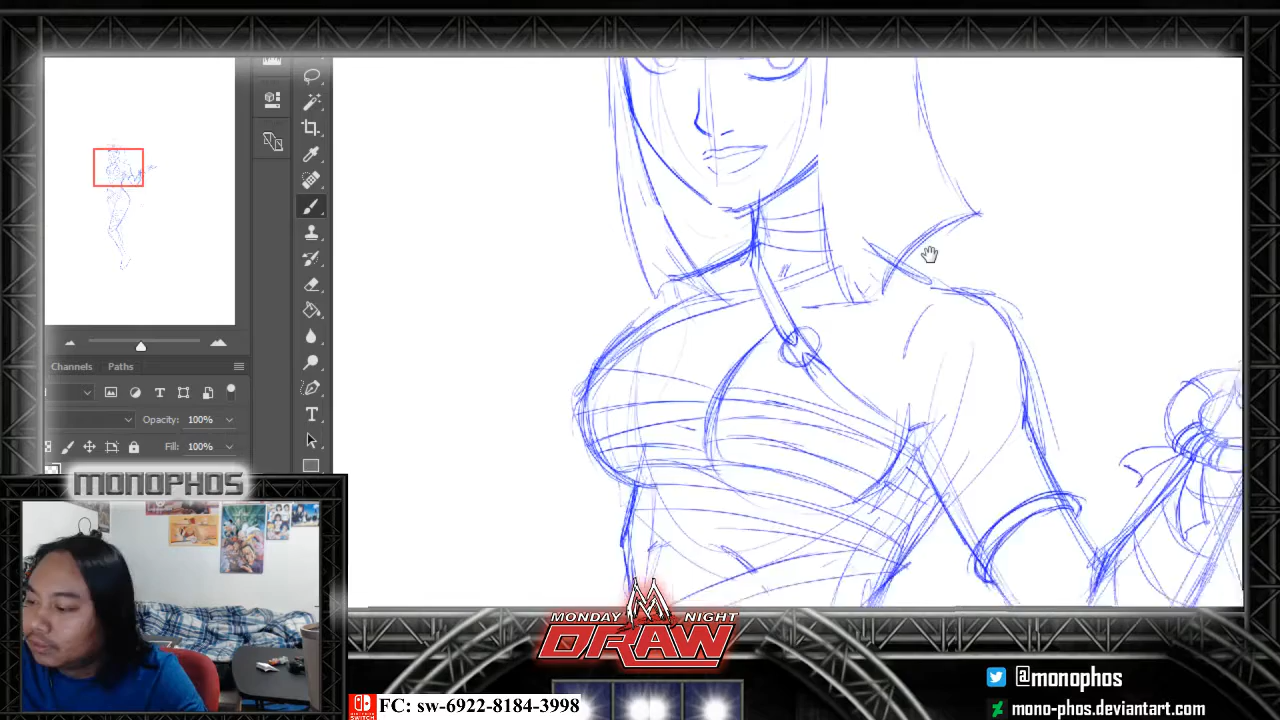 Channels Paths
Opacity: 100%
Fill: 100%
T
MONOPHOS
MONDAY NIGHT
DRAW
FC: sw-6922-8184-3998
@monophos
mono-phos.deviantart.com